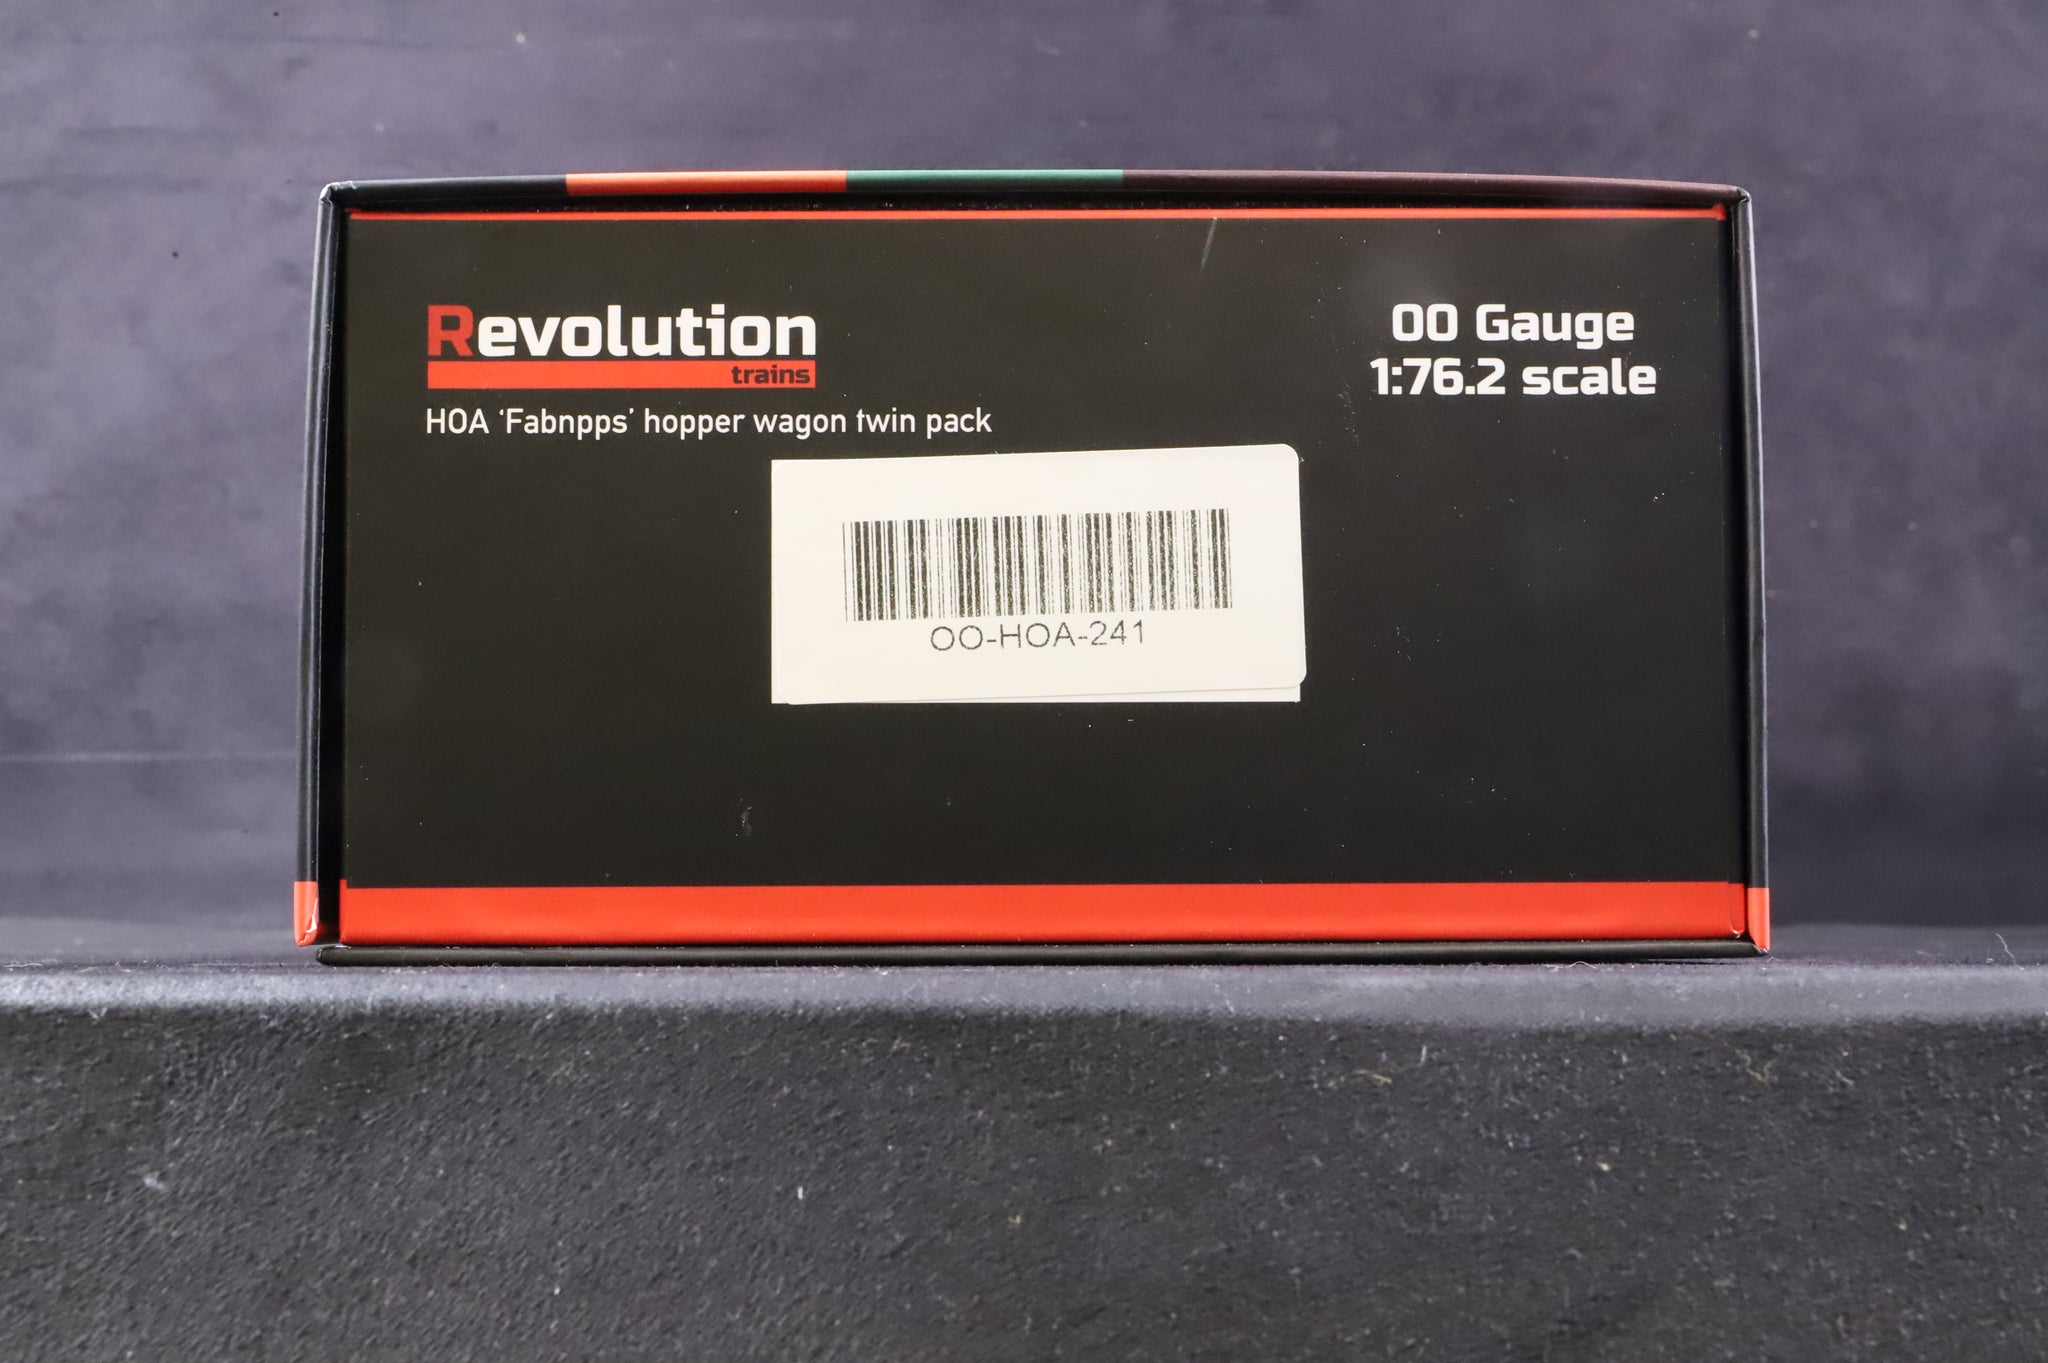 Revolution
trains
HOA ‘Fabnpps’ hopper wagon twin pack
OO Gauge
1:76.2 scale
OO-HOA-241